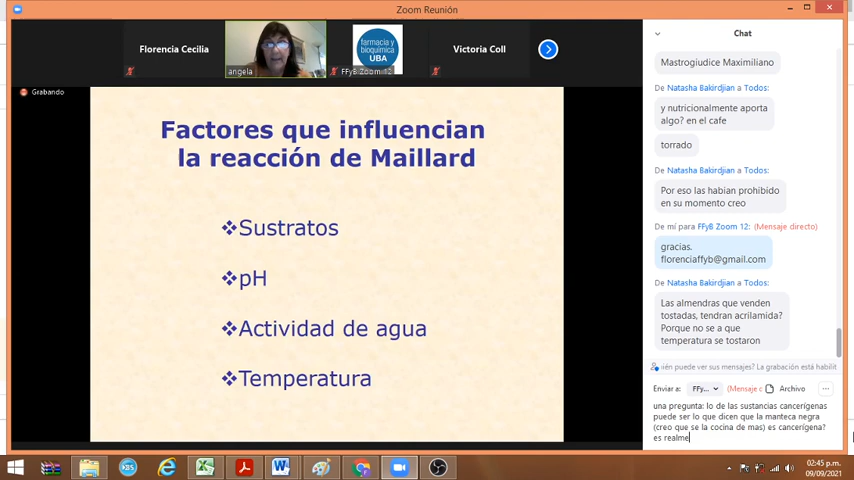 Zoom Reunión
Florencia Cecilia
angela
farmacia y
bioquímica
UBA
FFyB Zoom 12
Victoria Coll
Grabando
Factores que influencian
la reacción de Maillard
❖Sustratos
❖pH
❖Actividad de agua
❖Temperatura
Chat
Mastrogiudice Maximiliano
De Natasha Bakirdjian a Todos:
y nutricionalmente aporta
algo? en el cafe
torrado
De Natasha Bakirdjian a Todos:
Por eso las habian prohibido
en su momento creo
De mí para FFyB Zoom 12: (Mensaje directo)
gracias.
florenciaffyb@gmail.com
De Natasha Bakirdjian a Todos:
Las almendras que venden
tostadas, tendran acrilamida?
Porque no se a que
temperatura se tostaron
iién puede ver sus mensajes? La grabación está habilit
Enviar a: FFy... (Mensaje c Archivo ...
una pregunta: lo de las sustancias cancerígenas
puede ser lo que dicen que la manteca negra
(creo que se la cocina de mas) es cancerígena?
es realme
02:45 p.m.
09/09/2021